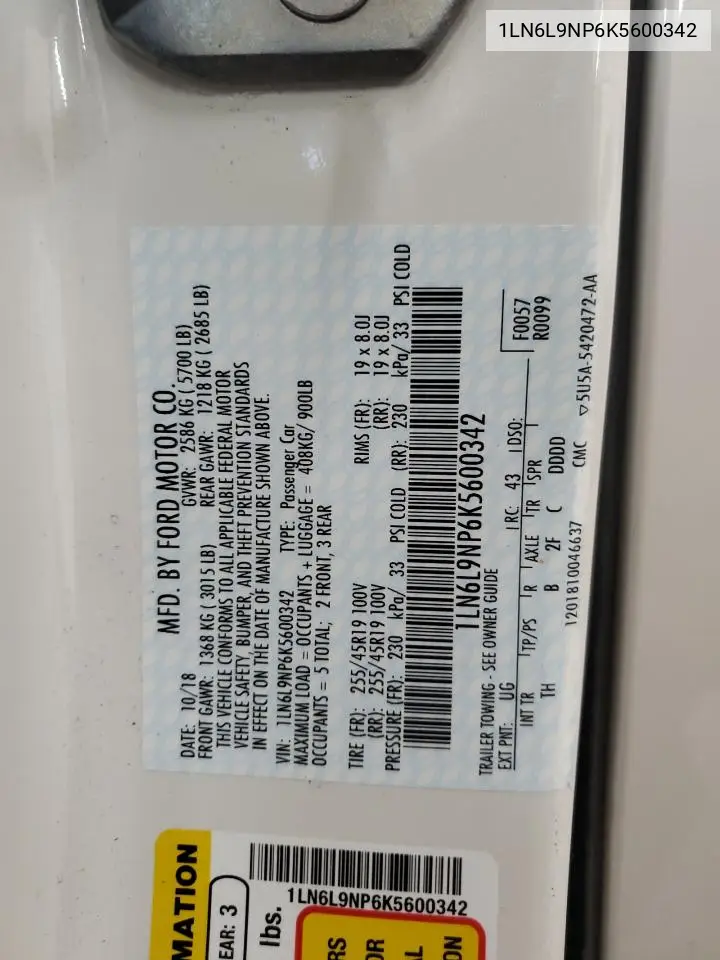 1LN6L9NP6K5600342
MFD. BY FORD MOTOR CO.
DATE: 10/18 GVWR: 2586 KG ( 5700 LB)
FRONT GAWR: 1368 KG ( 3015 LB) REAR GAWR: 1218 KG ( 2685 LB)
THIS VEHICLE CONFORMS TO ALL APPLICABLE FEDERAL MOTOR
VEHICLE SAFETY, BUMPER, AND THEFT PREVENTION STANDARDS
IN EFFECT ON THE DATE OF MANUFACTURE SHOWN ABOVE.
VIN: 1LN6L9NP6K5600342 TYPE: Passenger Car
MAXIMUM LOAD = OCCUPANTS + LUGGAGE = 408KG/ 900LB
OCCUPANTS = 5 TOTAL; 2 FRONT, 3 REAR
TIRE (FR): 255/45R19 100V RIMS (FR): 19 x 8.0J
(RR): 255/45R19 100V (RR): 19 x 8.0J
PRESSURE (FR): 230 kPa/ 33 PSI COLD (RR): 230 kPa/ 33 PSI COLD
1LN6L9NP6K5600342
TRAILER TOWING - SEE OWNER GUIDE
EXT PNT: UG RC: 43 DSO: F0057
R0099
INT TR TP/PS R AXLE TR SPR
TH B 2F C DDDD
1201810046637 CMC ▽5U5A-5420472-AA
MATION
EAR: 3
lbs.
1LN6L9NP6K5600342
RS
OR
AL
ON